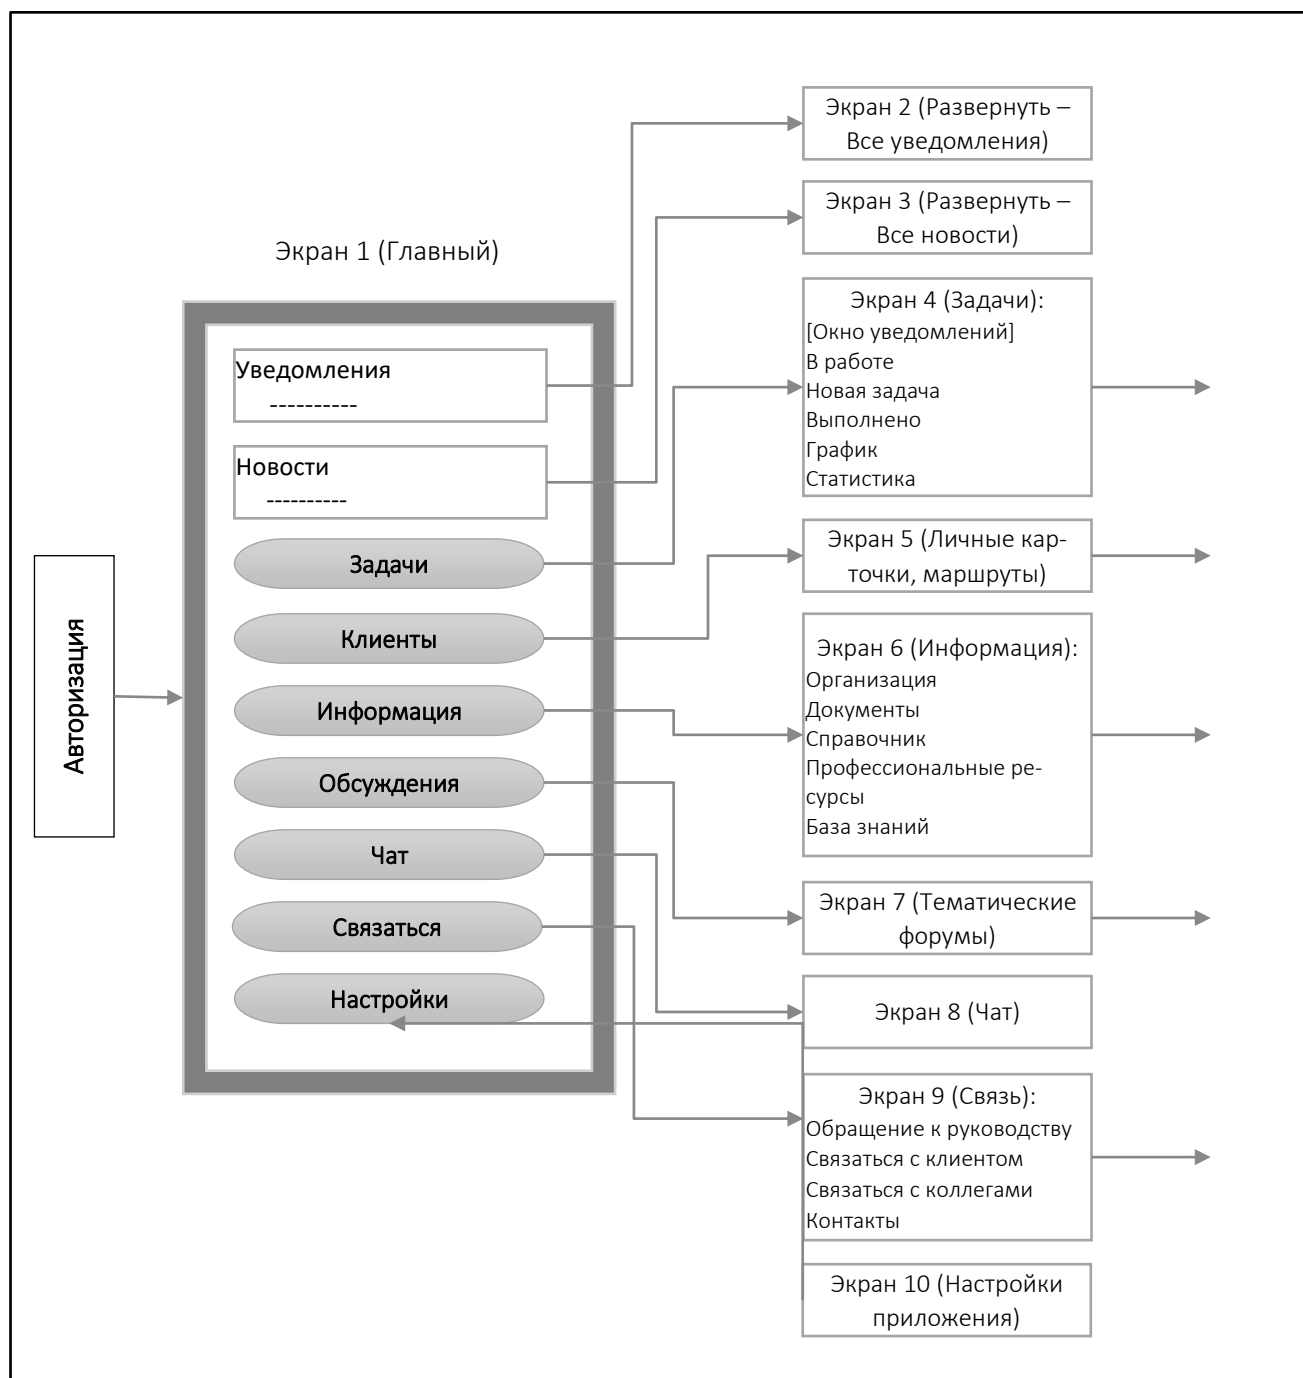 Авторизация
Экран 1 (Главный)
Уведомления
----------
Новости
----------
Задачи
Клиенты
Информация
Обсуждения
Чат
Связаться
Настройки
Экран 2 (Развернуть –
Все уведомления)
Экран 3 (Развернуть –
Все новости)
Экран 4 (Задачи):
[Окно уведомлений]
В работе
Новая задача
Выполнено
График
Статистика
Экран 5 (Личные кар-
точки, маршруты)
Экран 6 (Информация):
Организация
Документы
Справочник
Профессиональные ре-
сурсы
База знаний
Экран 7 (Тематические
форумы)
Экран 8 (Чат)
Экран 9 (Связь):
Обращение к руководству
Связаться с клиентом
Связаться с коллегами
Контакты
Экран 10 (Настройки
приложения)